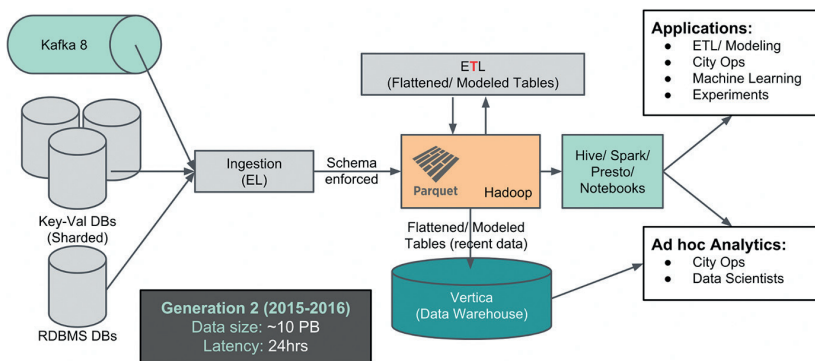 Kafka 8
Key-Val DBs
(Sharded)
RDBMS DBs
Ingestion
(EL)
Schema
enforced
ETL
(Flattened/ Modeled Tables)
Parquet
Hadoop
Flattened/ Modeled
Tables (recent data)
Vertica
(Data Warehouse)
Hive/ Spark/
Presto/
Notebooks
Applications:
● ETL/ Modeling
● City Ops
● Machine Learning
● Experiments
Ad hoc Analytics:
● City Ops
● Data Scientists
Generation 2 (2015-2016)
Data size: ~10 PB
Latency: 24hrs